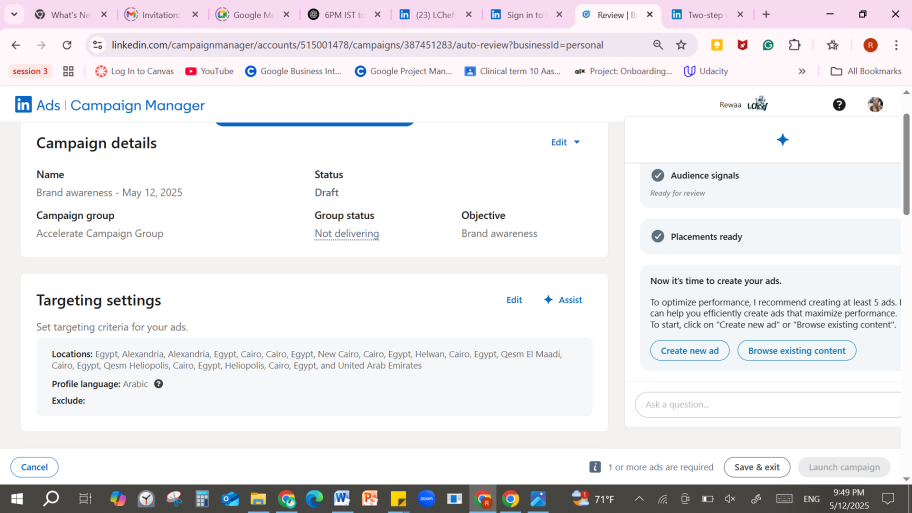 What's Ne
Invitation:
Google Me
6PM IST to
(23) LChef
Sign in to
Review | B
Two-step v
linkedin.com/campaignmanager/accounts/515001478/campaigns/387451283/auto-review?businessId=personal
session 3
Log In to Canvas
YouTube
Google Business Int...
Google Project Man...
Clinical term 10 Aas...
Project: Onboarding...
Udacity
»
All Bookmarks
in Ads | Campaign Manager
Rewaa
Campaign details
Edit
Name
Status
Brand awareness - May 12, 2025
Draft
Campaign group
Group status
Objective
Accelerate Campaign Group
Not delivering
Brand awareness
Targeting settings
Edit
Assist
Set targeting criteria for your ads.
Locations: Egypt, Alexandria, Alexandria, Egypt, Cairo, Cairo, Egypt, New Cairo, Cairo, Egypt, Helwan, Cairo, Egypt, Qesm El Maadi,
Cairo, Egypt, Qesm Heliopolis, Cairo, Egypt, Heliopolis, Cairo, Egypt, and United Arab Emirates
Profile language: Arabic
Exclude:
Audience signals
Ready for review
Placements ready
Now it's time to create your ads.
To optimize performance, I recommend creating at least 5 ads. I
can help you efficiently create ads that maximize performance.
To start, click on "Create new ad" or "Browse existing content".
Create new ad
Browse existing content
Ask a question...
Cancel
1 or more ads are required
Save & exit
Launch campaign
71°F
ENG
9:49 PM
5/12/2025